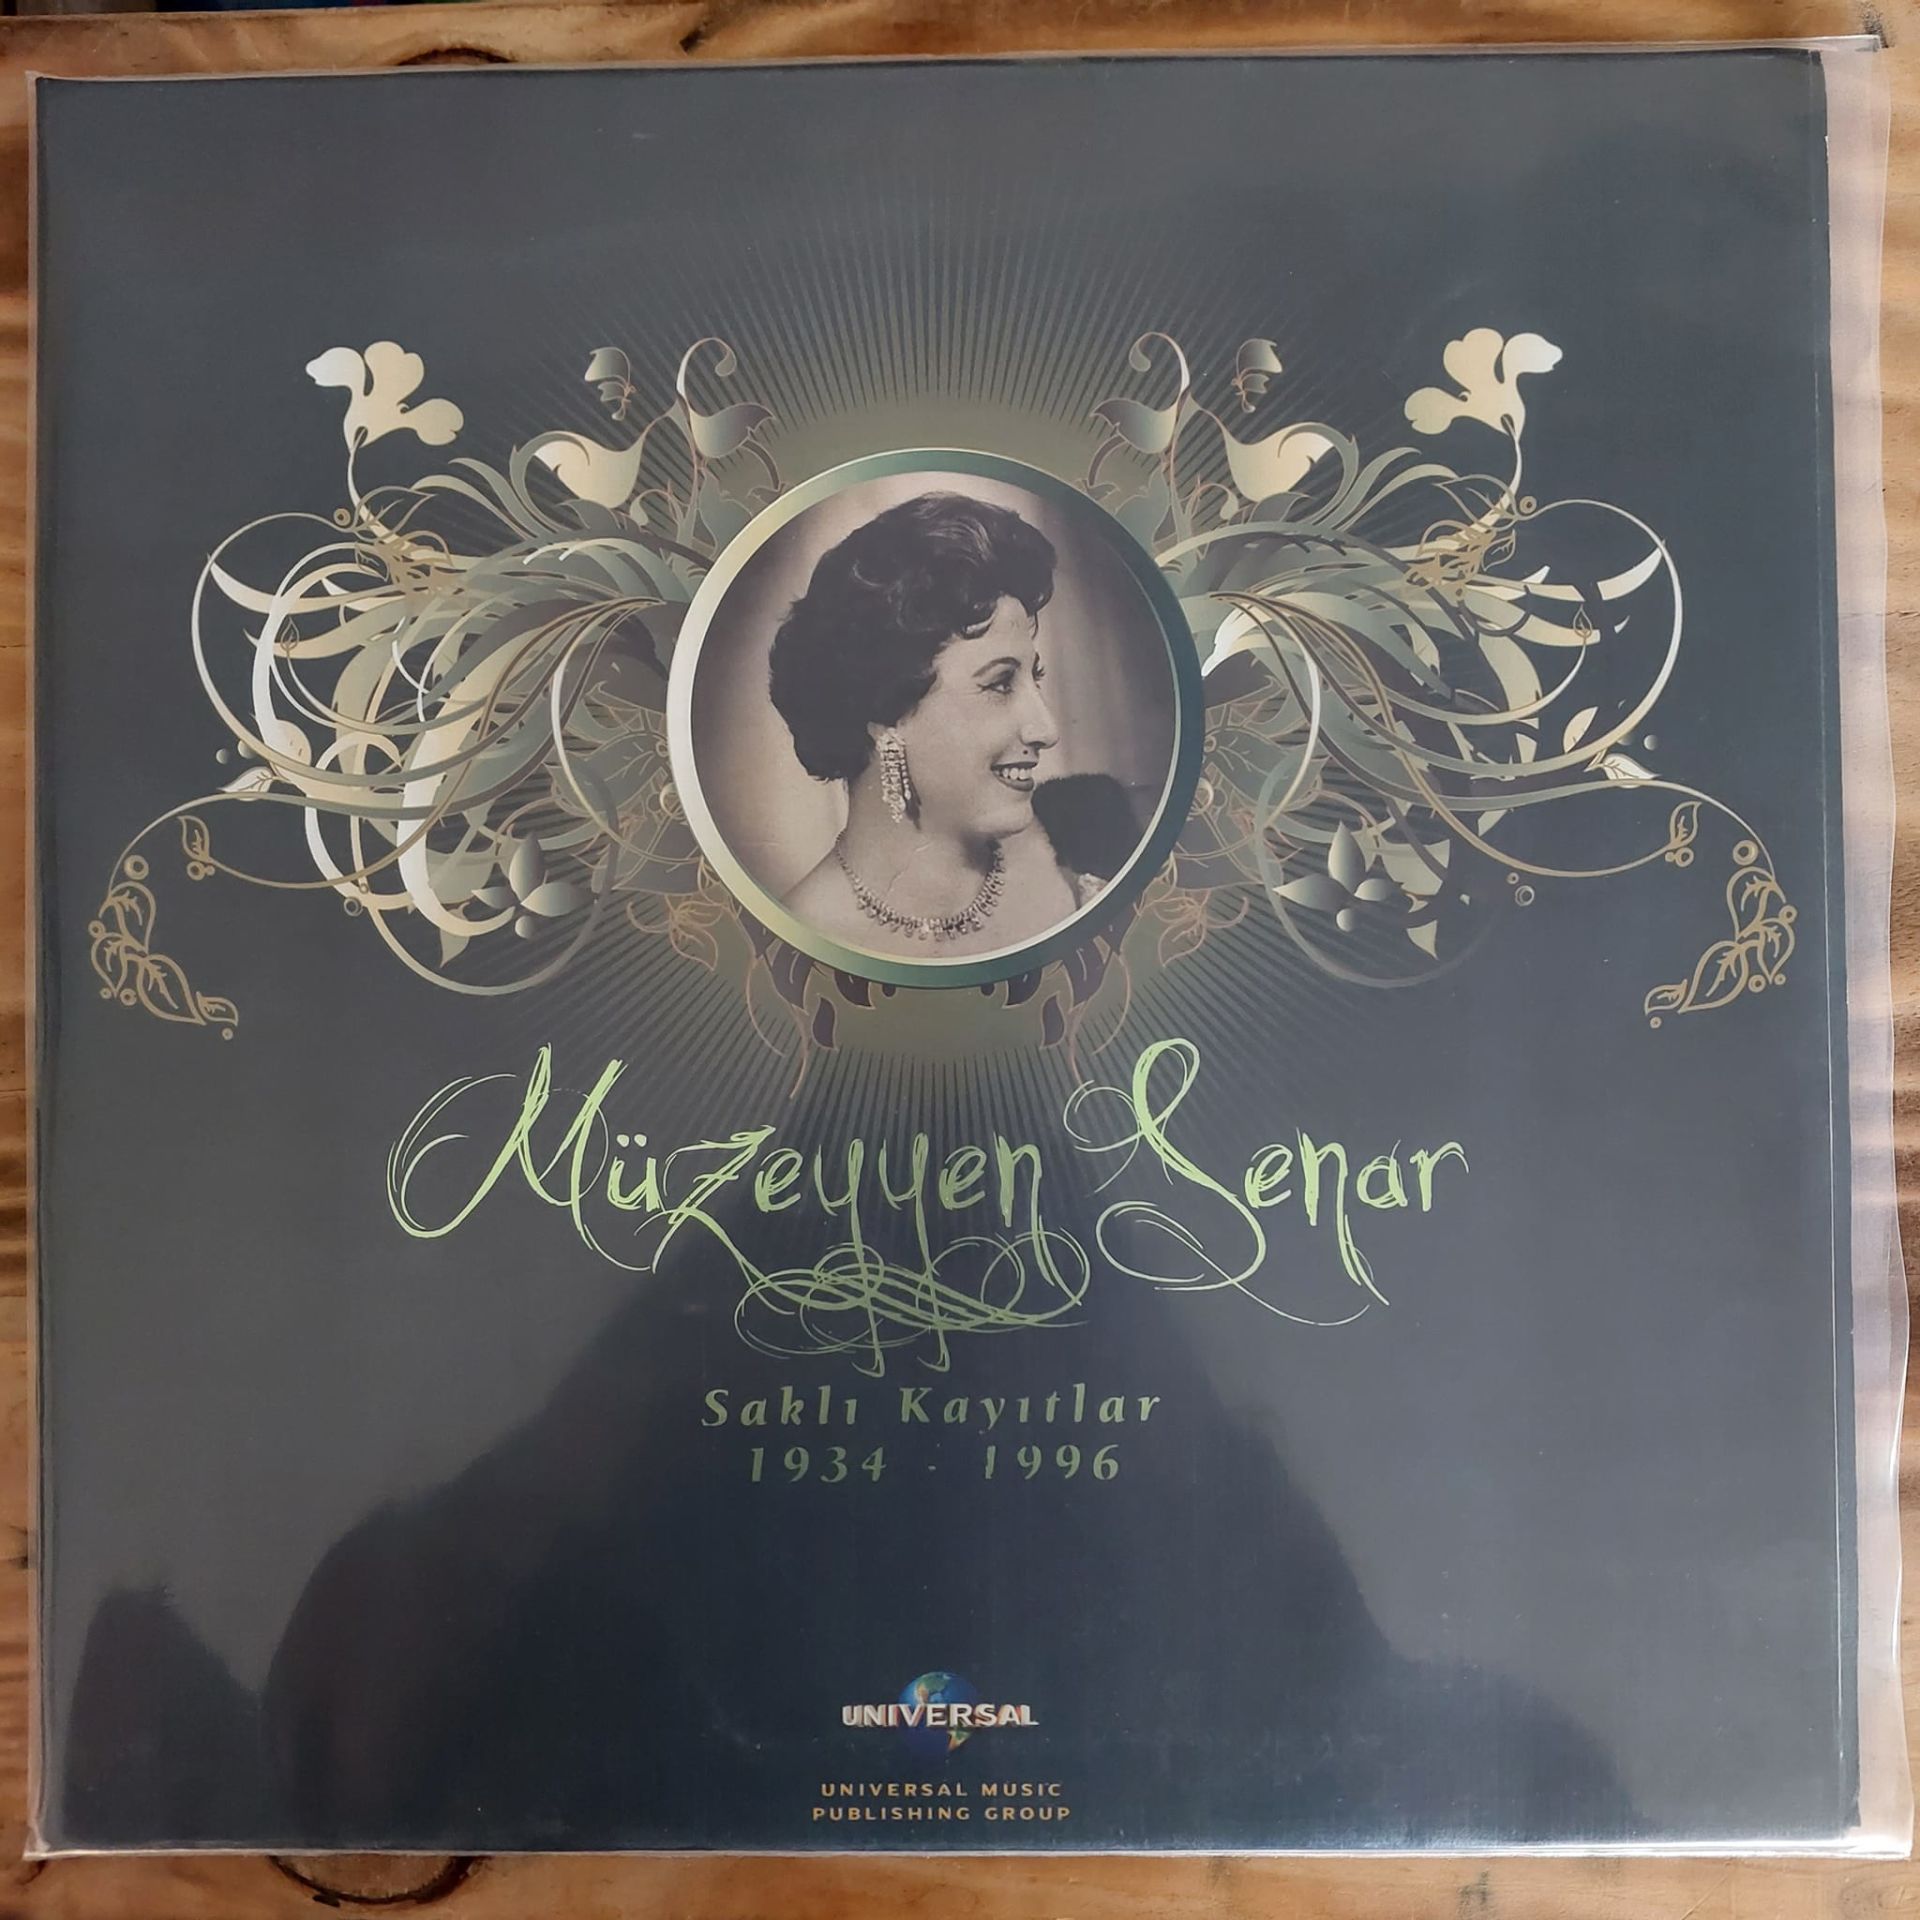 Müzeyyen Senar
Saklı Kayıtlar
1934 - 1996
UNIVERSAL
UNIVERSAL MUSIC
PUBLISHING GROUP